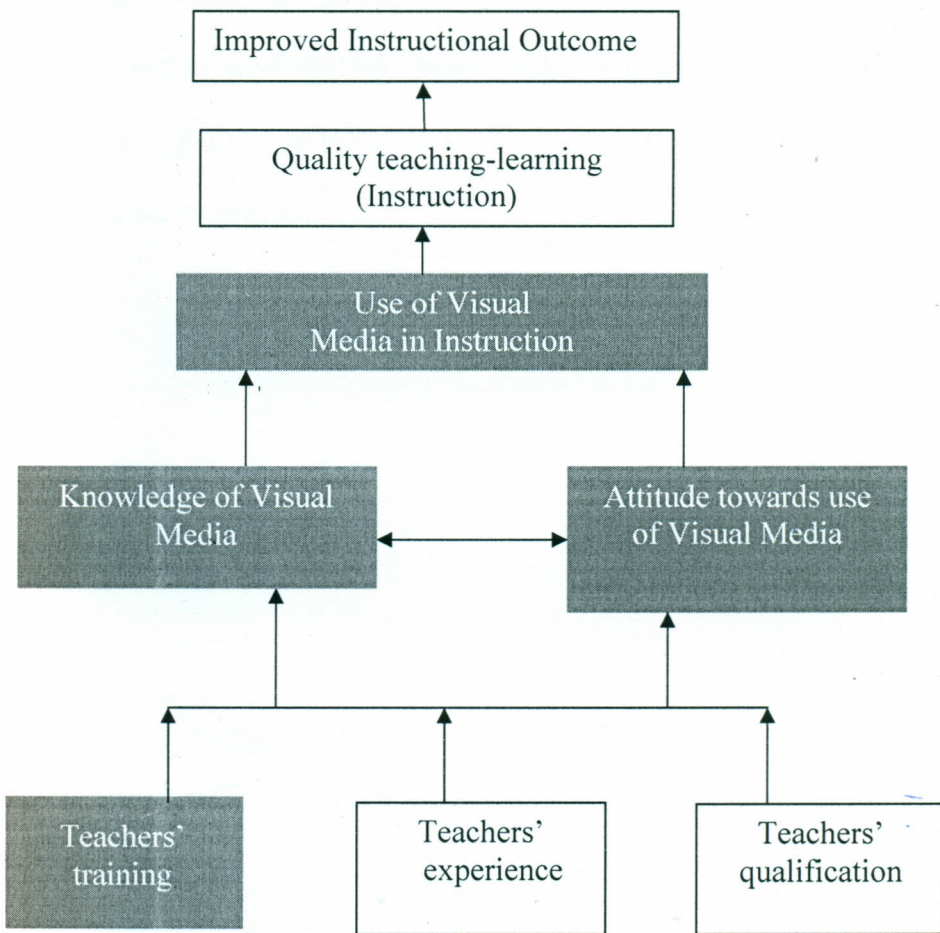 Improved Instructional Outcome
Quality teaching-learning
(Instruction)
Use of Visual
Media in Instruction
Knowledge of Visual
Media
Attitude towards use
of Visual Media
Teachers'
training
Teachers'
experience
Teachers'
qualification